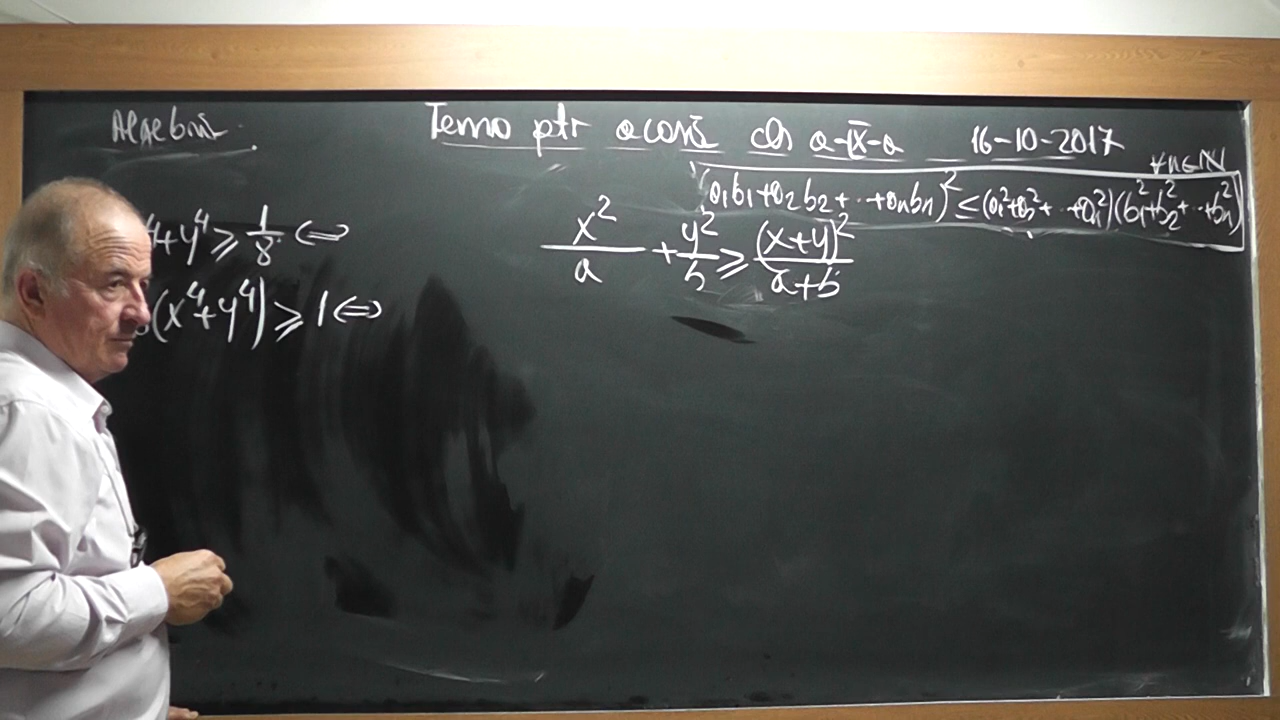 Algebră. Temă ptr acasă cls a-IX-a 16-10-2017
∀n∈ℕ
(a₁b₁+a₂b₂+...+aₙbₙ)² ≤ (a₁²+a₂²+...+aₙ²)(b₁²+b₂²+...+bₙ²)
⁴+y⁴ ≥ 1/8 ⇔
x²/a + y²/b ≥ (x+y)²/(a+b)
(x⁴+y⁴) ≥ 1 ⇔